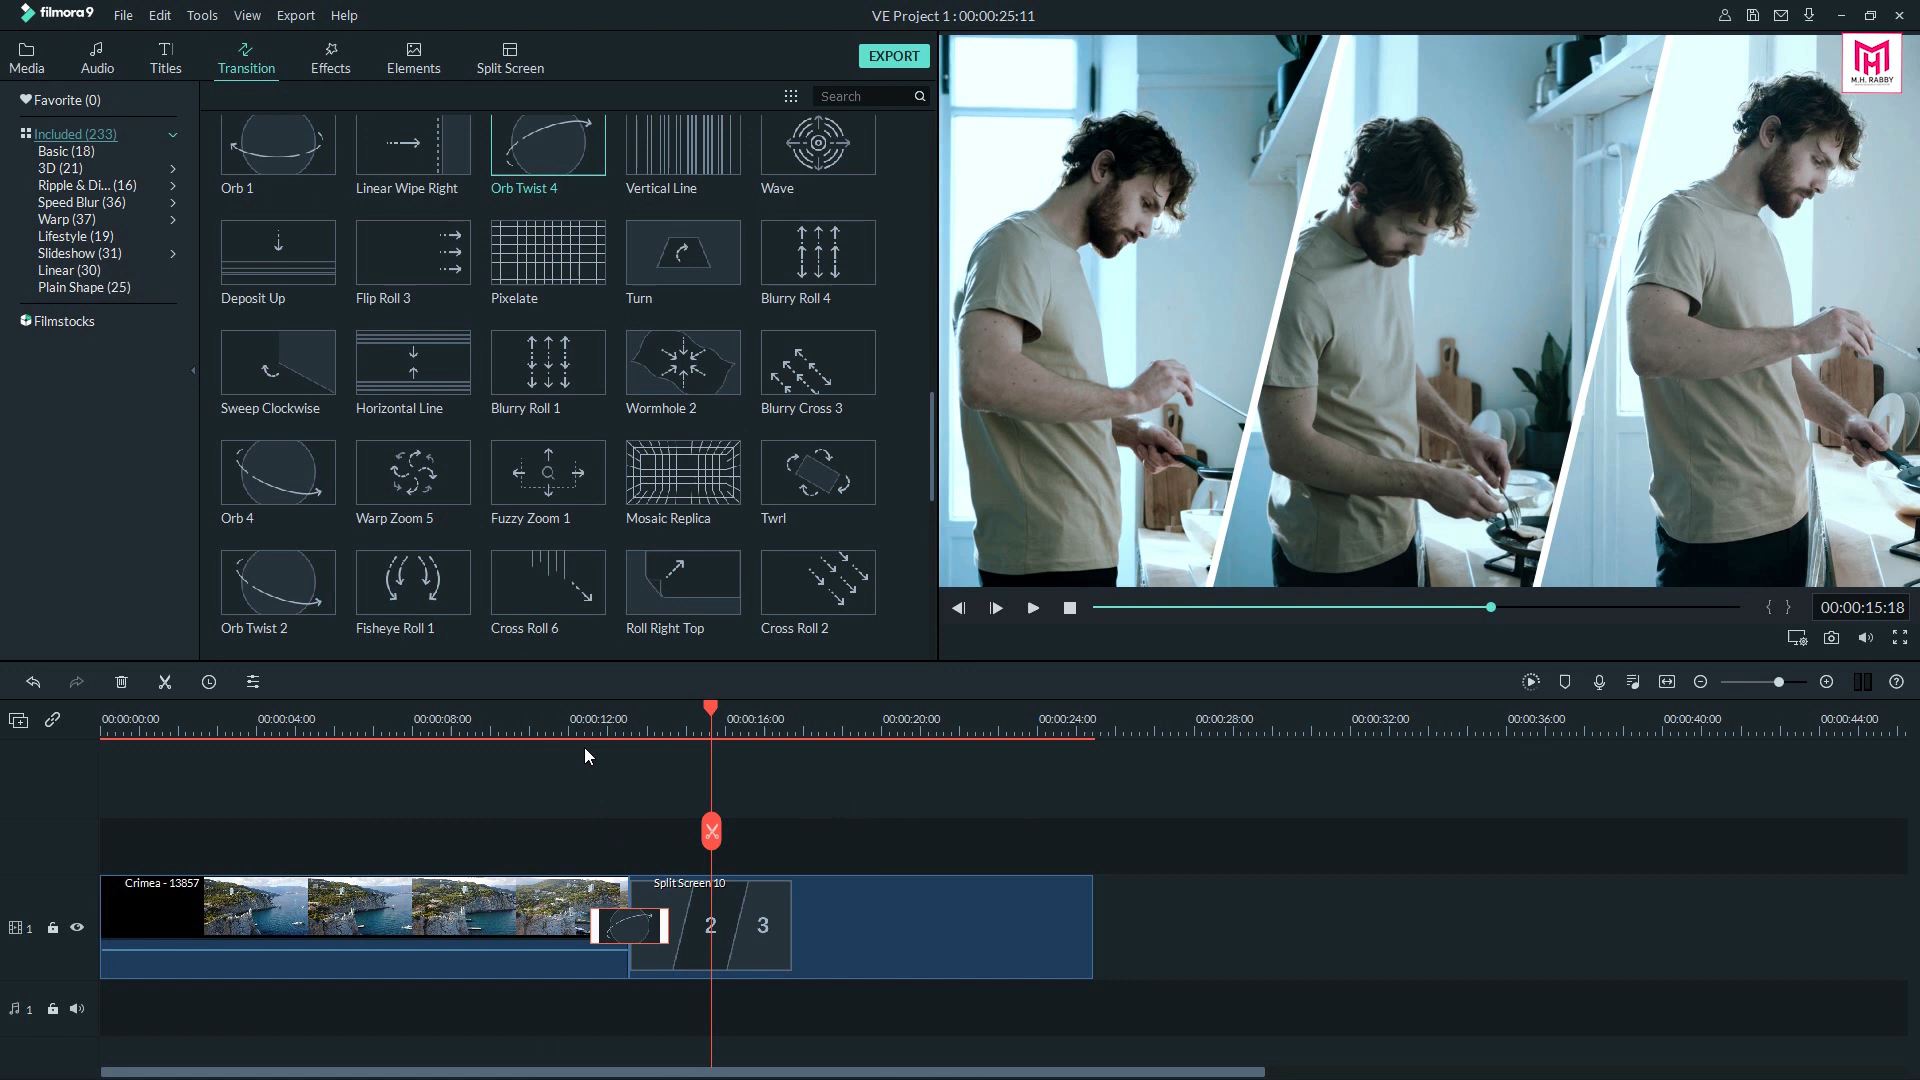 filmora9 File Edit Tools View Export Help VE Project 1 : 00:00:25:11
Media Audio Titles Transition Effects Elements Split Screen EXPORT
M.H. RABBY
Favorite (0)
Search
Included (233)
Basic (18)
3D (21)
Ripple & Di... (16)
Speed Blur (36)
Warp (37)
Lifestyle (19)
Slideshow (31)
Linear (30)
Plain Shape (25)
Filmstocks
Orb 1 Linear Wipe Right Orb Twist 4 Vertical Line Wave
Deposit Up Flip Roll 3 Pixelate Turn Blurry Roll 4
Sweep Clockwise Horizontal Line Blurry Roll 1 Wormhole 2 Blurry Cross 3
Orb 4 Warp Zoom 5 Fuzzy Zoom 1 Mosaic Replica Twrl
Orb Twist 2 Fisheye Roll 1 Cross Roll 6 Roll Right Top Cross Roll 2
{ } 00:00:15:18
00:00:00:00 00:00:04:00 00:00:08:00 00:00:12:00 00:00:16:00 00:00:20:00 00:00:24:00 00:00:28:00 00:00:32:00 00:00:36:00 00:00:40:00 00:00:44:00
Crimea - 13857 Split Screen 10
1 2 3
1